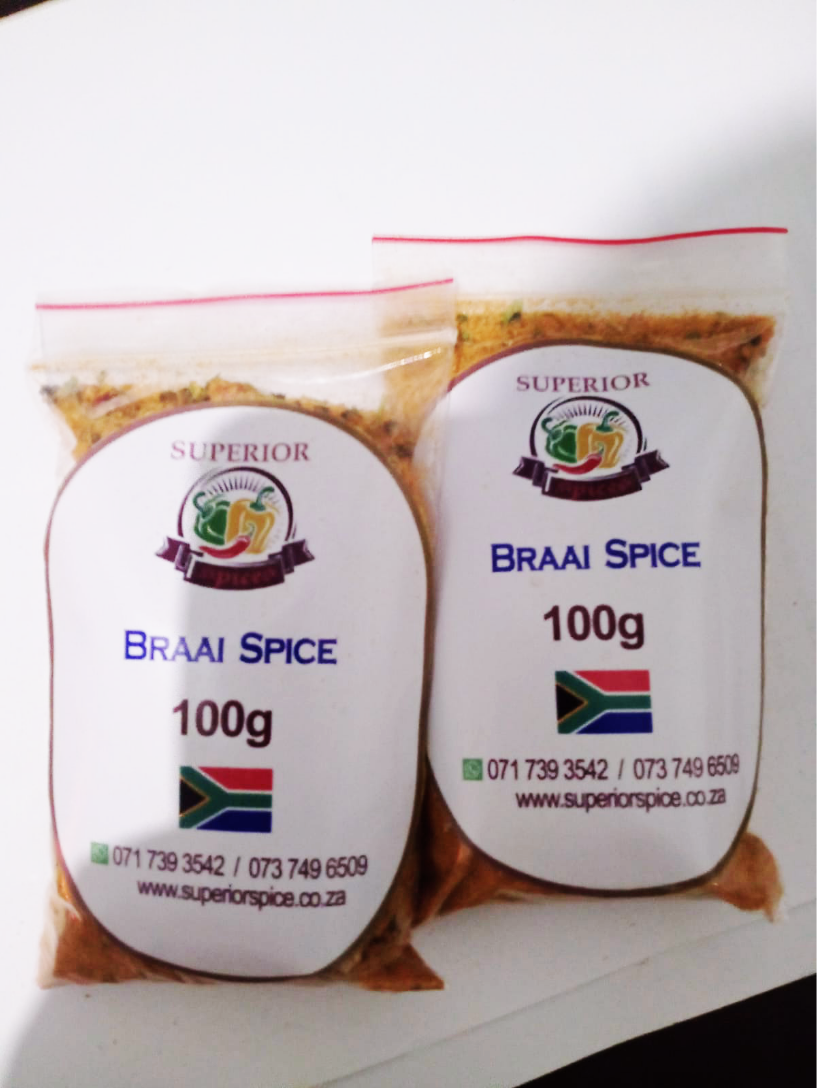 SUPERIOR
Spices
BRAAI SPICE
100g
071 739 3542 / 073 749 6509
www.superiorspice.co.za
SUPERIOR
Spices
BRAAI SPICE
100g
071 739 3542 / 073 749 6509
www.superiorspice.co.za